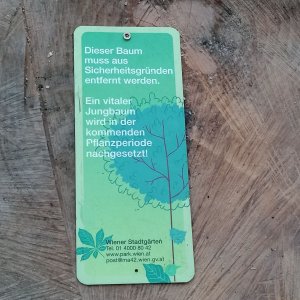 Dieser Baum
muss aus
Sicherheitsgründen
entfernt werden.
Ein vitaler
Jungbaum
wird in der
kommenden
Pflanzperiode
nachgesetzt!
Wiener Stadtgärten
Tel. 01 4000 80 42
www.park.wien.at
post@ma42.wien.gv.at